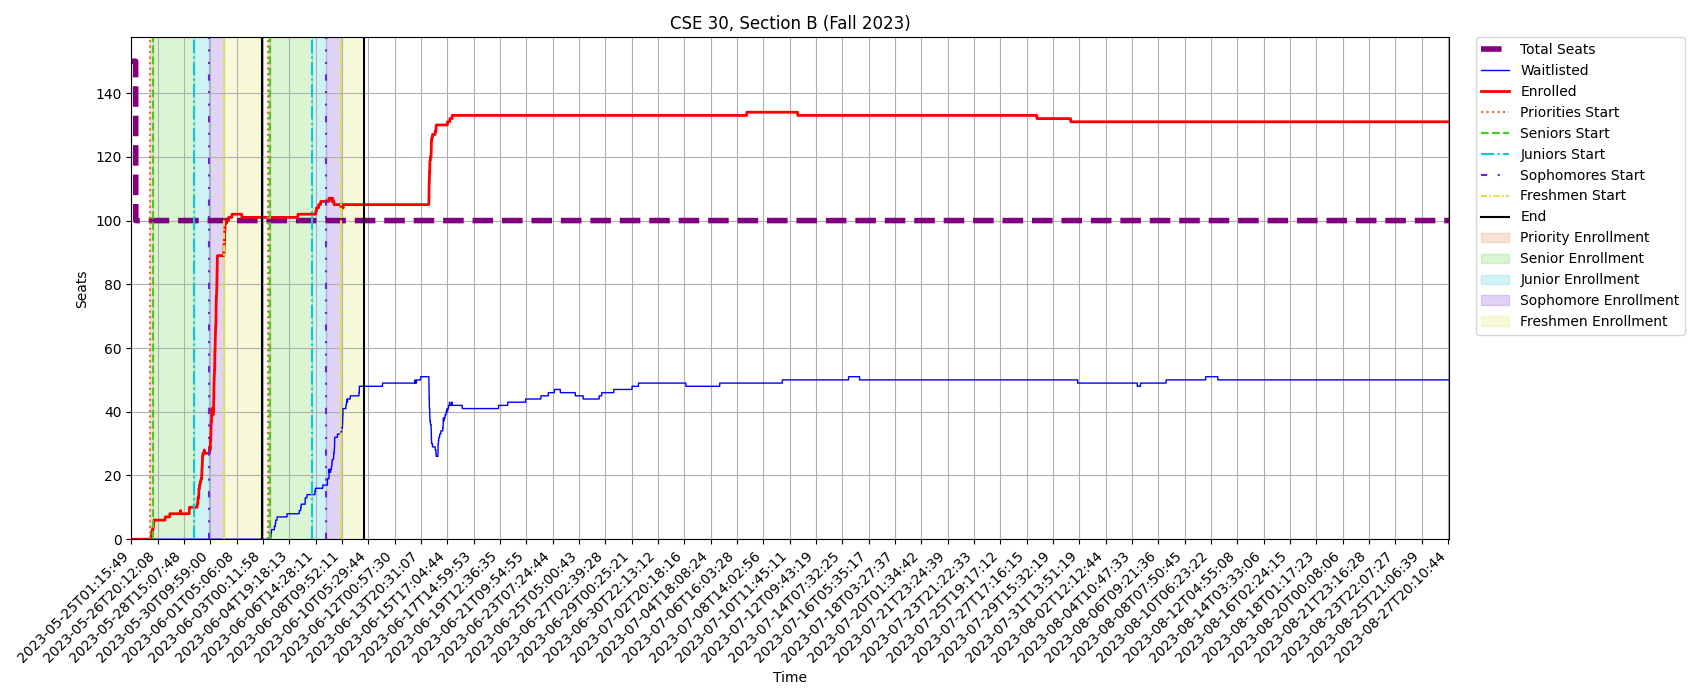 CSE 30, Section B (Fall 2023)
Seats
140
120
100
80
60
40
20
0
2023-05-25T01:15:49
2023-05-26T20:12:08
2023-05-28T15:07:48
2023-05-30T09:59:00
2023-06-01T05:06:08
2023-06-03T00:11:58
2023-06-04T19:18:13
2023-06-06T14:28:11
2023-06-08T09:52:11
2023-06-10T05:29:44
2023-06-12T00:57:30
2023-06-13T20:31:07
2023-06-15T17:04:44
2023-06-17T14:59:53
2023-06-19T12:36:35
2023-06-21T09:54:55
2023-06-23T07:24:44
2023-06-25T05:00:43
2023-06-27T02:39:28
2023-06-29T00:25:21
2023-06-30T22:13:12
2023-07-02T20:18:16
2023-07-04T18:08:24
2023-07-06T16:03:28
2023-07-08T14:02:56
2023-07-10T11:45:11
2023-07-12T09:43:19
2023-07-14T07:32:25
2023-07-16T05:35:17
2023-07-18T03:27:37
2023-07-20T01:34:42
2023-07-21T23:24:39
2023-07-23T21:22:33
2023-07-25T19:17:12
2023-07-27T17:16:15
2023-07-29T15:32:19
2023-07-31T13:51:19
2023-08-02T12:12:44
2023-08-04T10:47:33
2023-08-06T09:21:36
2023-08-08T07:50:45
2023-08-10T06:23:22
2023-08-12T04:55:08
2023-08-14T03:33:06
2023-08-16T02:24:15
2023-08-18T01:17:23
2023-08-20T00:08:06
2023-08-21T23:16:28
2023-08-23T22:07:27
2023-08-25T21:06:39
2023-08-27T20:10:44
Time
Total Seats
Waitlisted
Enrolled
Priorities Start
Seniors Start
Juniors Start
Sophomores Start
Freshmen Start
End
Priority Enrollment
Senior Enrollment
Junior Enrollment
Sophomore Enrollment
Freshmen Enrollment